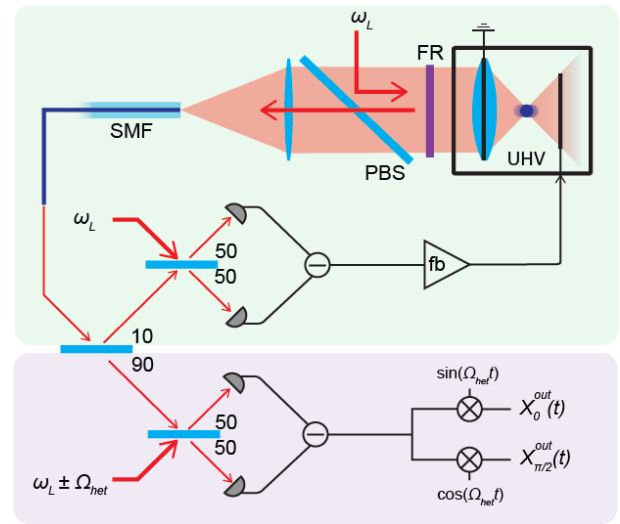 ω_L
FR
SMF
PBS
UHV
ω_L
50
50
fb
10
90
50
50
ω_L ± Ω_het
sin(Ω_het t)
X_0^out(t)
X_π/2^out(t)
cos(Ω_het t)